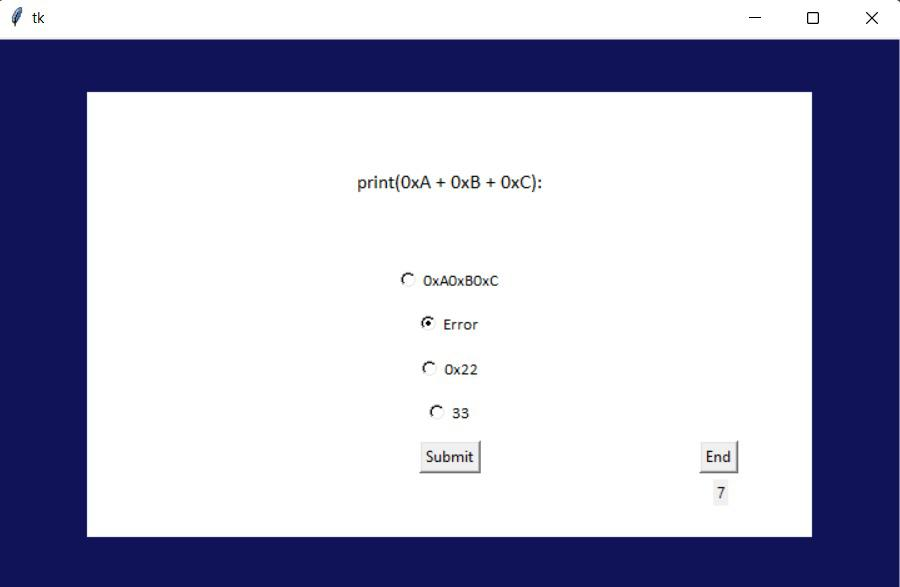 tk
print(0xA + 0xB + 0xC):
0xA0xB0xC
Error
0x22
33
Submit
End
7